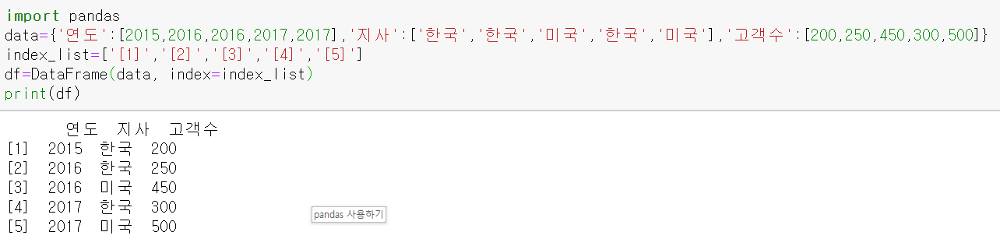 import pandas
data={'연도':[2015,2016,2016,2017,2017],'지사':['한국','한국','미국','한국','미국'],'고객수':[200,250,450,300,500]}
index_list=['[1]','[2]','[3]','[4]','[5]']
df=DataFrame(data, index=index_list)
print(df)
연도 지사 고객수
[1] 2015 한국 200
[2] 2016 한국 250
[3] 2016 미국 450
[4] 2017 한국 300
pandas 사용하기
[5] 2017 미국 500